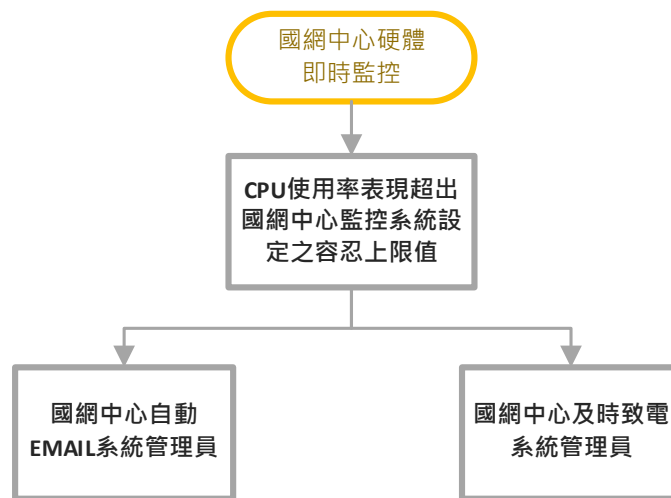 國網中心硬體
即時監控
CPU使用率表現超出
國網中心監控系統設
定之容忍上限值
國網中心自動
EMAIL系統管理員
國網中心及時致電
系統管理員